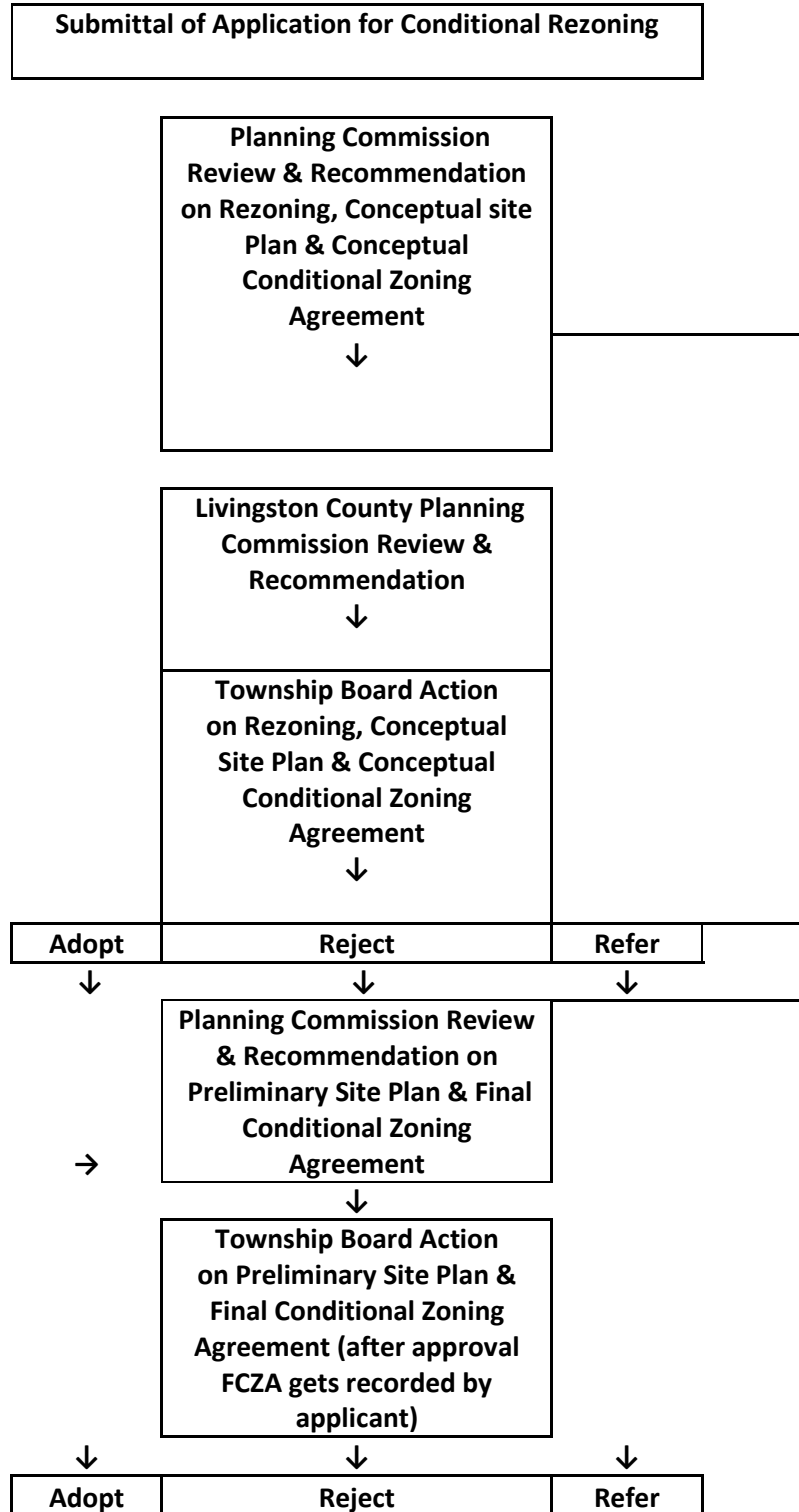 Submittal of Application for Conditional Rezoning
Planning Commission
Review & Recommendation
on Rezoning, Conceptual site
Plan & Conceptual
Conditional Zoning
Agreement
↓
Livingston County Planning
Commission Review &
Recommendation
↓
Township Board Action
on Rezoning, Conceptual
Site Plan & Conceptual
Conditional Zoning
Agreement
↓
Adopt Reject Refer
↓ ↓ ↓
Planning Commission Review
& Recommendation on
Preliminary Site Plan & Final
Conditional Zoning
→ Agreement
↓
Township Board Action
on Preliminary Site Plan &
Final Conditional Zoning
Agreement (after approval
FCZA gets recorded by
applicant)
↓ ↓ ↓
Adopt Reject Refer